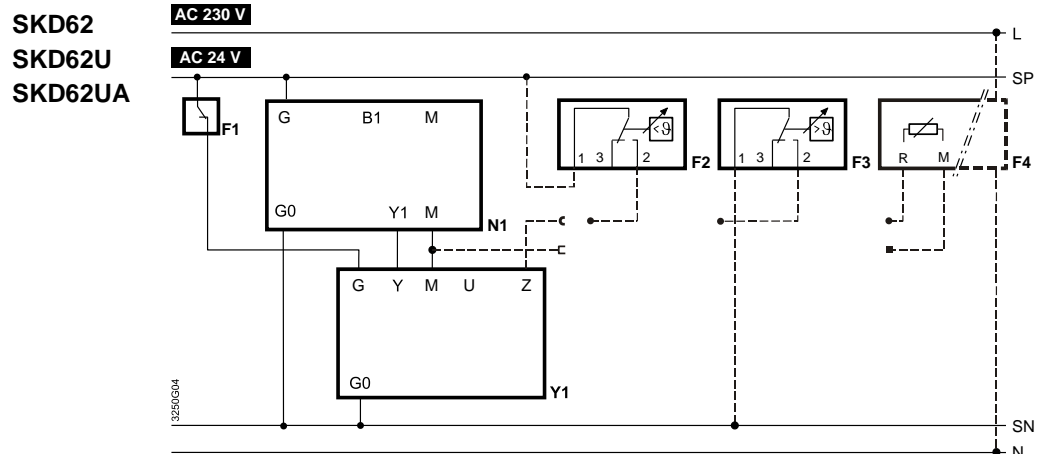 SKD62
SKD62U
SKD62UA
AC 230 V
L
AC 24 V
SP
F1
G B1 M
G0 Y1 M
N1
1 3 2
<ϑ
F2
1 3 2
>ϑ
F3
R M
F4
G Y M U Z
G0
Y1
3250G04
SN
N